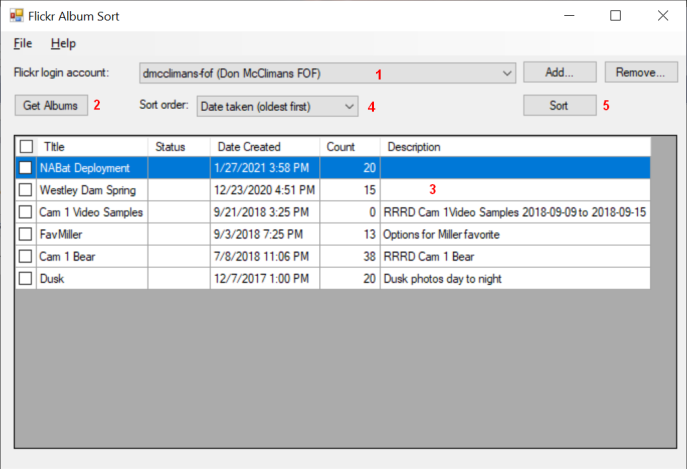 Flickr Album Sort
File Help
Flickr login account: dmcclimans-fof (Don McClimans FOF) 1 Add... Remove...
Get Albums 2 Sort order: Date taken (oldest first) 4 Sort 5
Title Status Date Created Count Description
NABat Deployment 1/27/2021 3:58 PM 20
Westley Dam Spring 12/23/2020 4:51 PM 15 3
Cam 1 Video Samples 9/21/2018 3:25 PM 0 RRRD Cam 1Video Samples 2018-09-09 to 2018-09-15
FavMiller 9/3/2018 7:25 PM 13 Options for Miller favorite
Cam 1 Bear 7/8/2018 11:06 PM 38 RRRD Cam 1 Bear
Dusk 12/7/2017 1:00 PM 20 Dusk photos day to night